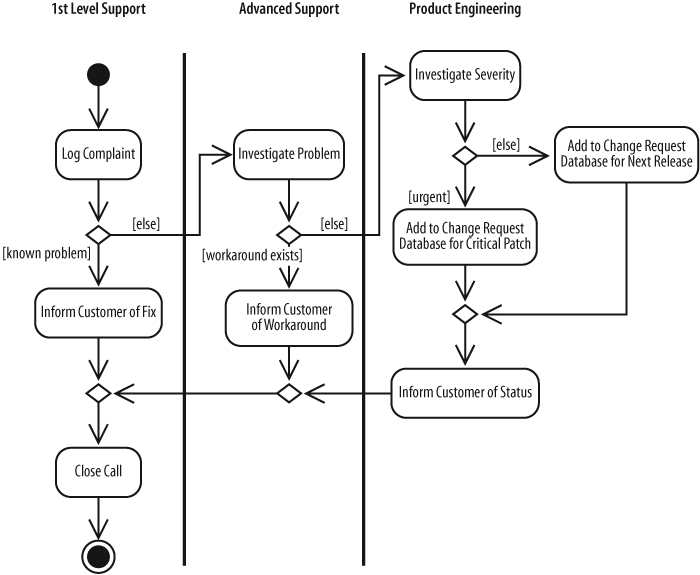 1st Level Support
Advanced Support
Product Engineering
Investigate Severity
Log Complaint
Investigate Problem
[else]
Add to Change Request
Database for Next Release
[urgent]
[else]
[else]
Add to Change Request
Database for Critical Patch
[known problem]
[workaround exists]
Inform Customer of Fix
Inform Customer
of Workaround
Inform Customer of Status
Close Call